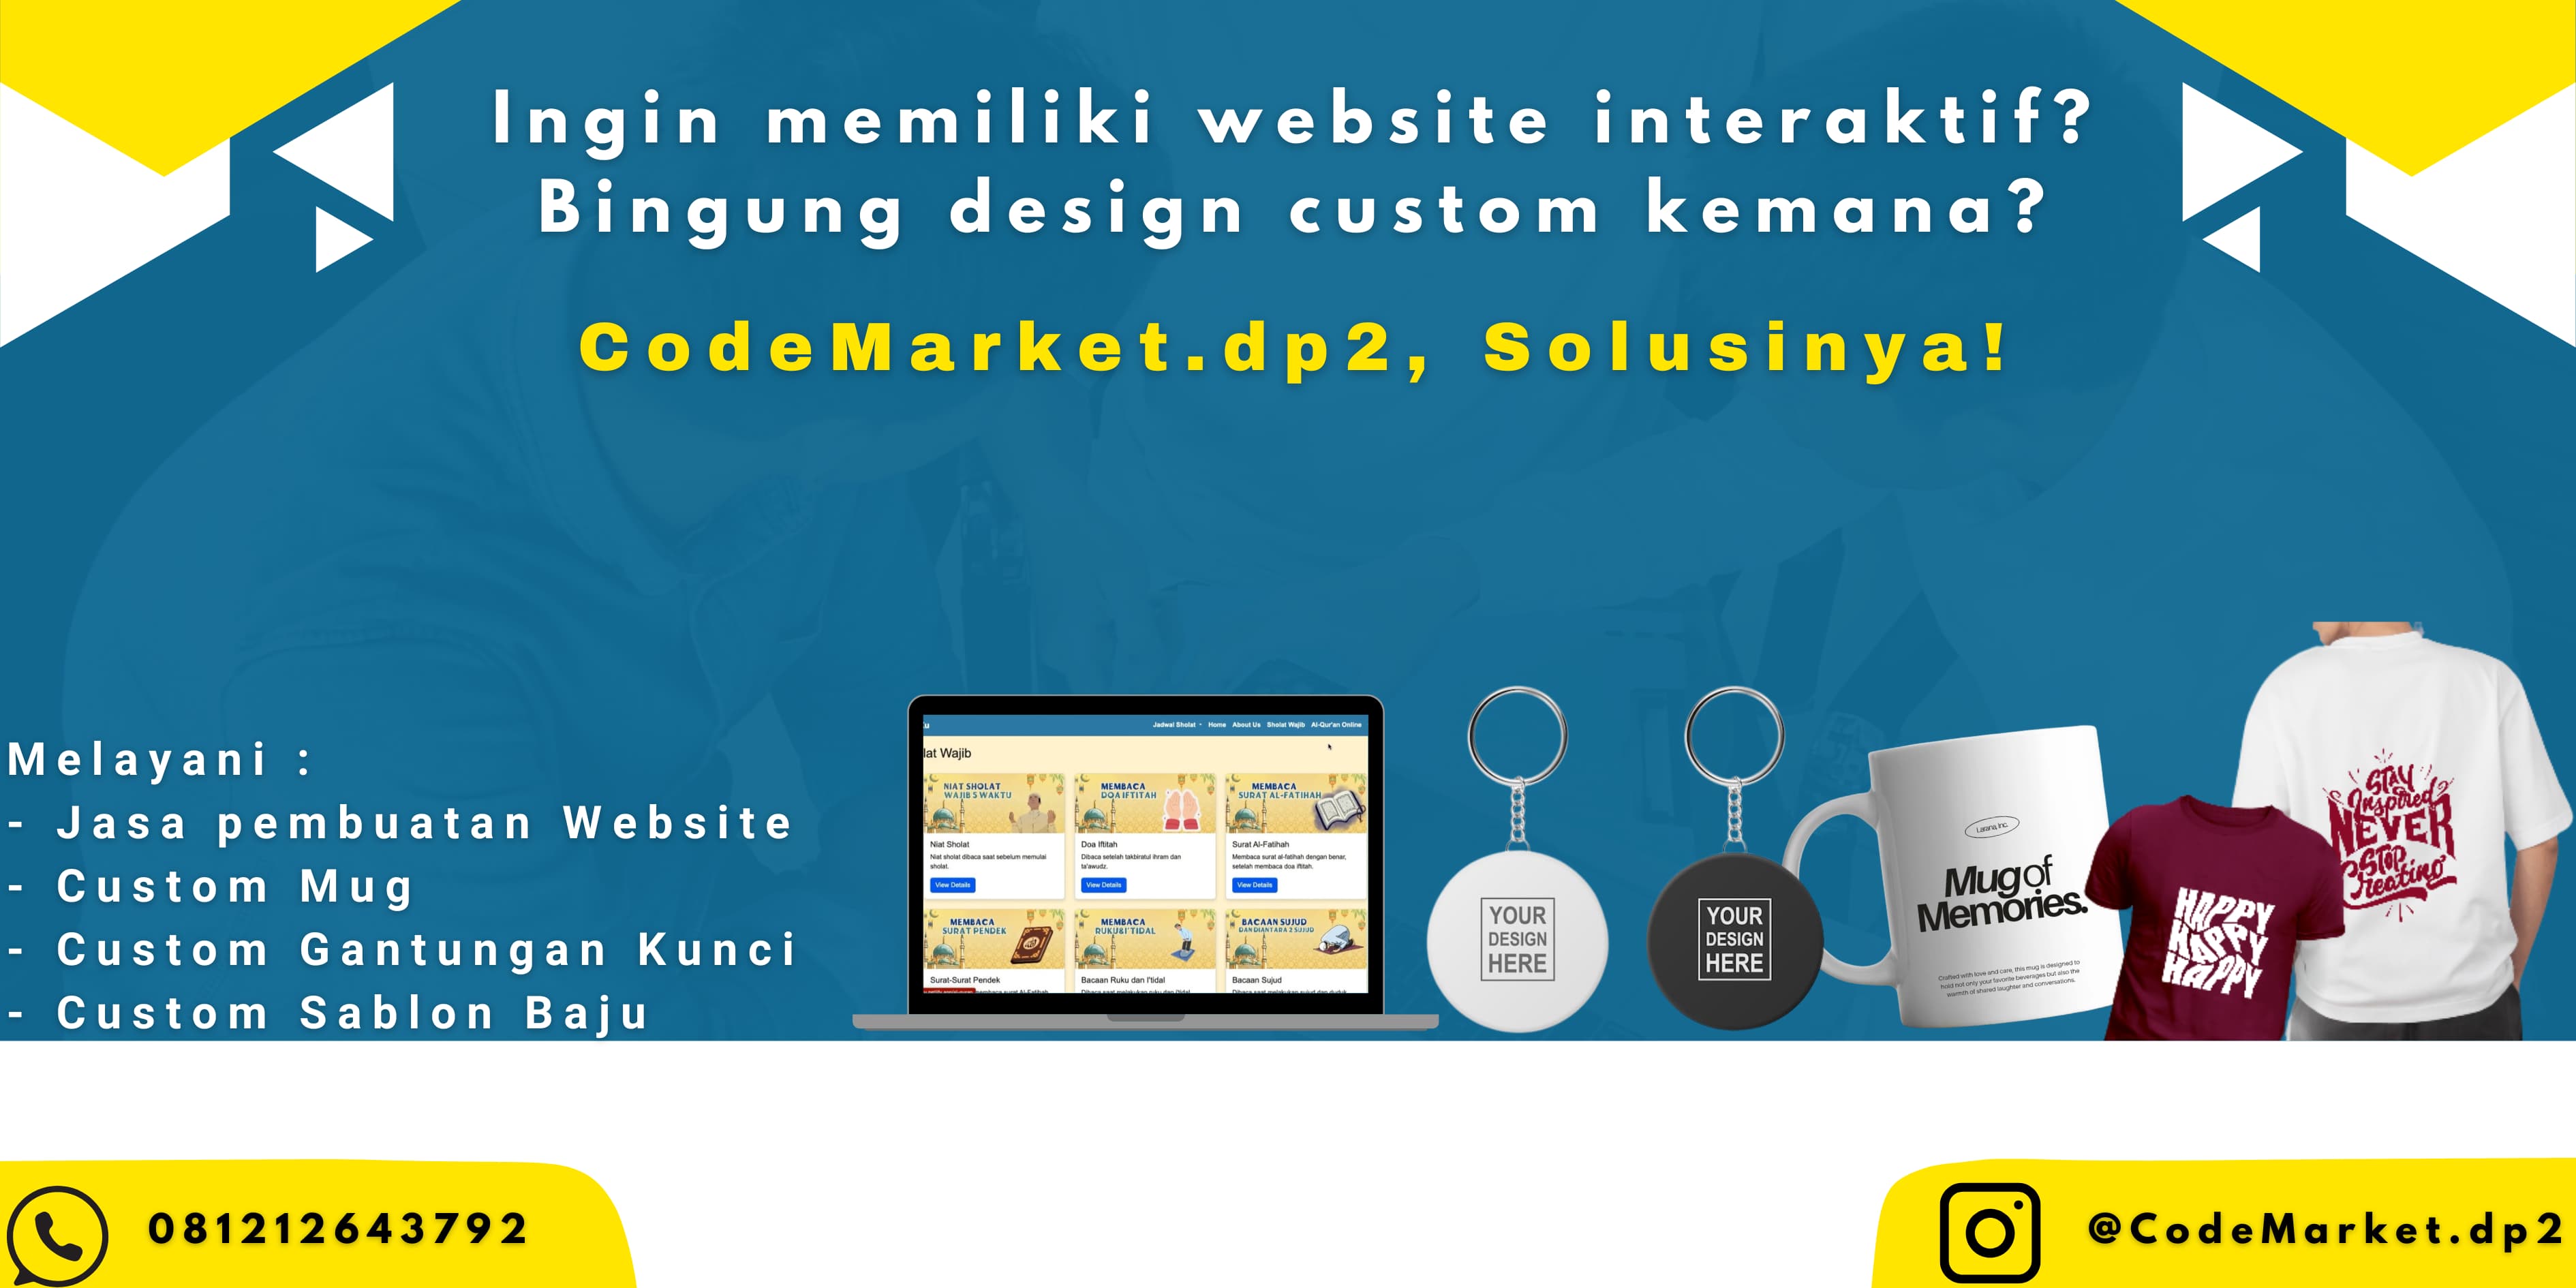 Ingin memiliki website interaktif?
Bingung design custom kemana?
CodeMarket.dp2, Solusinya!
Melayani :
- Jasa pembuatan Website
- Custom Mug
- Custom Gantungan Kunci
- Custom Sablon Baju
Jadwal Sholat Home About Us Sholat Wajib Al-Qur'an Online
lat Wajib
NIAT SHOLAT
WAJIB 5 WAKTU
Niat Sholat
Niat sholat dibaca saat sebelum memulai
sholat.
View Details
MEMBACA
DOA IFTITAH
Doa Iftitah
Dibaca setelah takbiratul ihram dan
ta'awudz.
View Details
MEMBACA
SURAT AL-FATIHAH
Surat Al-Fatihah
Membaca surat al-fatihah dengan benar,
setelah membaca doa iftitah.
View Details
MEMBACA
SURAT PENDEK
Surat-Surat Pendek
MEMBACA
RUKU&I'TIDAL
Bacaan Ruku dan I'tidal
BACAAN SUJUD
DAN DIANTARA 2 SUJUD
Bacaan Sujud
YOUR
DESIGN
HERE
YOUR
DESIGN
HERE
Larana, Inc.
Mug of
Memories.
Crafted with love and care, this mug is designed to
hold not only your favorite beverages but also the
warmth of shared laughter and conversations.
HAPPY
HAPPY
HAPPY
STAY
Inspired
NEVER
STOP
Creating
081212643792
@CodeMarket.dp2